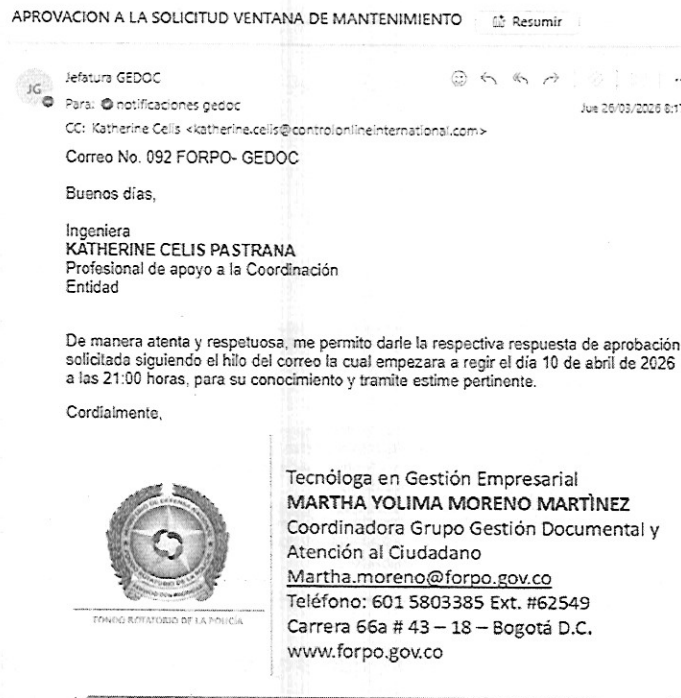 APROVACION A LA SOLICITUD VENTANA DE MANTENIMIENTO Resumir
JG
Jefatura GEDOC
Para: notificaciones gedoc
Jue 26/03/2026 8:1
CC: Katherine Celis <katherine.celis@controlonlineinternational.com>
Correo No. 092 FORPO- GEDOC
Buenos días,
Ingeniera
KATHERINE CELIS PASTRANA
Profesional de apoyo a la Coordinación
Entidad
De manera atenta y respetuosa, me permito darle la respectiva respuesta de aprobación
solicitada siguiendo el hilo del correo la cual empezara a regir el día 10 de abril de 2026
a las 21:00 horas, para su conocimiento y tramite estime pertinente.
Cordialmente,
Tecnóloga en Gestión Empresarial
MARTHA YOLIMA MORENO MARTÌNEZ
Coordinadora Grupo Gestión Documental y
Atención al Ciudadano
Martha.moreno@forpo.gov.co
Teléfono: 601 5803385 Ext. #62549
Carrera 66a # 43 – 18 – Bogotá D.C.
www.forpo.gov.co
FONDO ROTATORIO DE LA POLICÍA